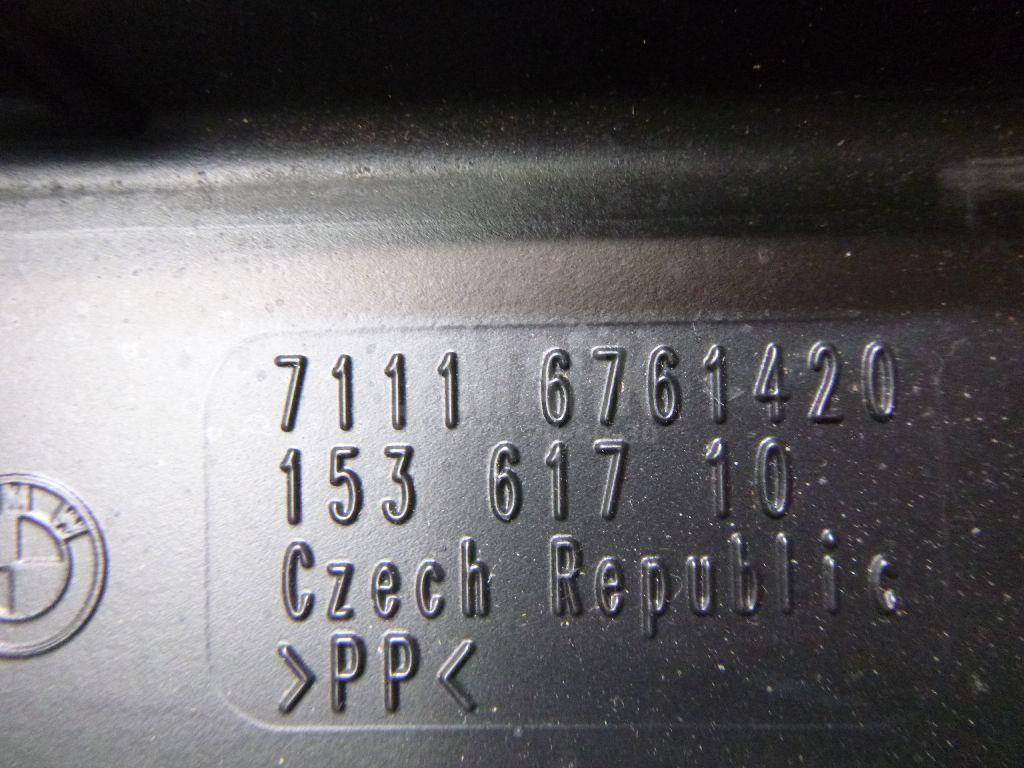 7111 6761420
153 617 10
Czech Republic
>PP<